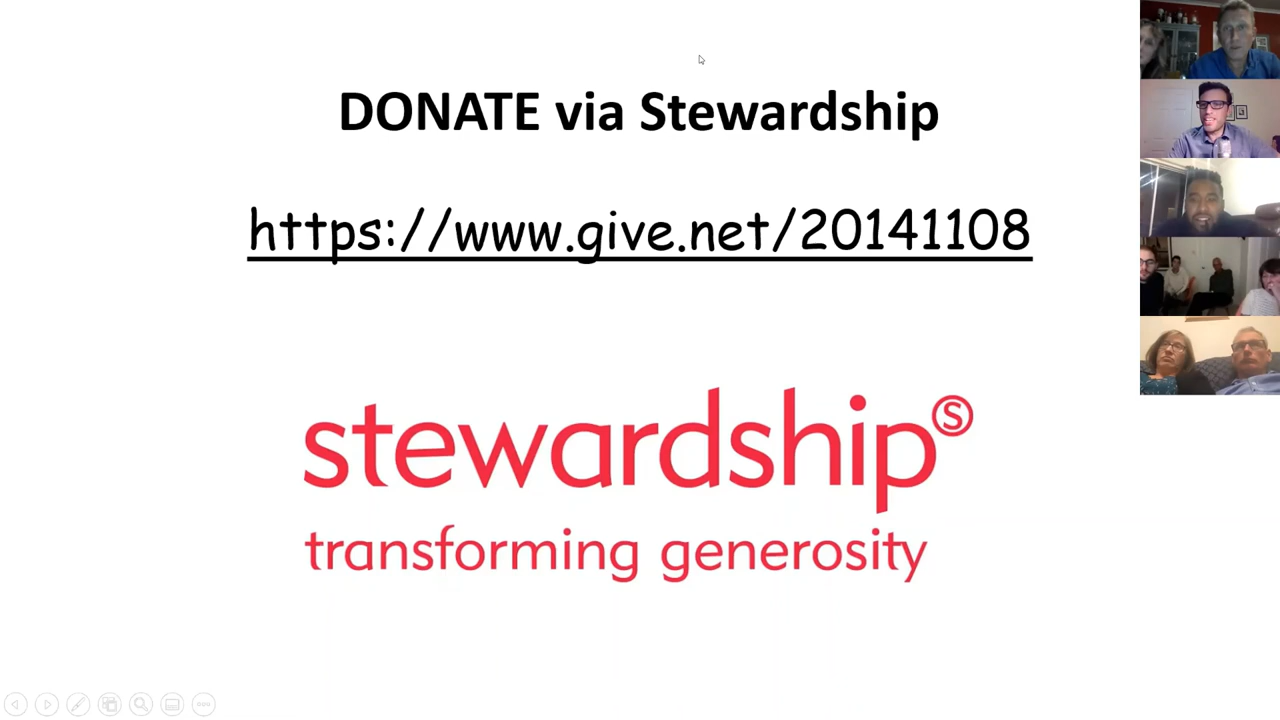 DONATE via Stewardship
https://www.give.net/20141108
stewardship Ⓢ
transforming generosity